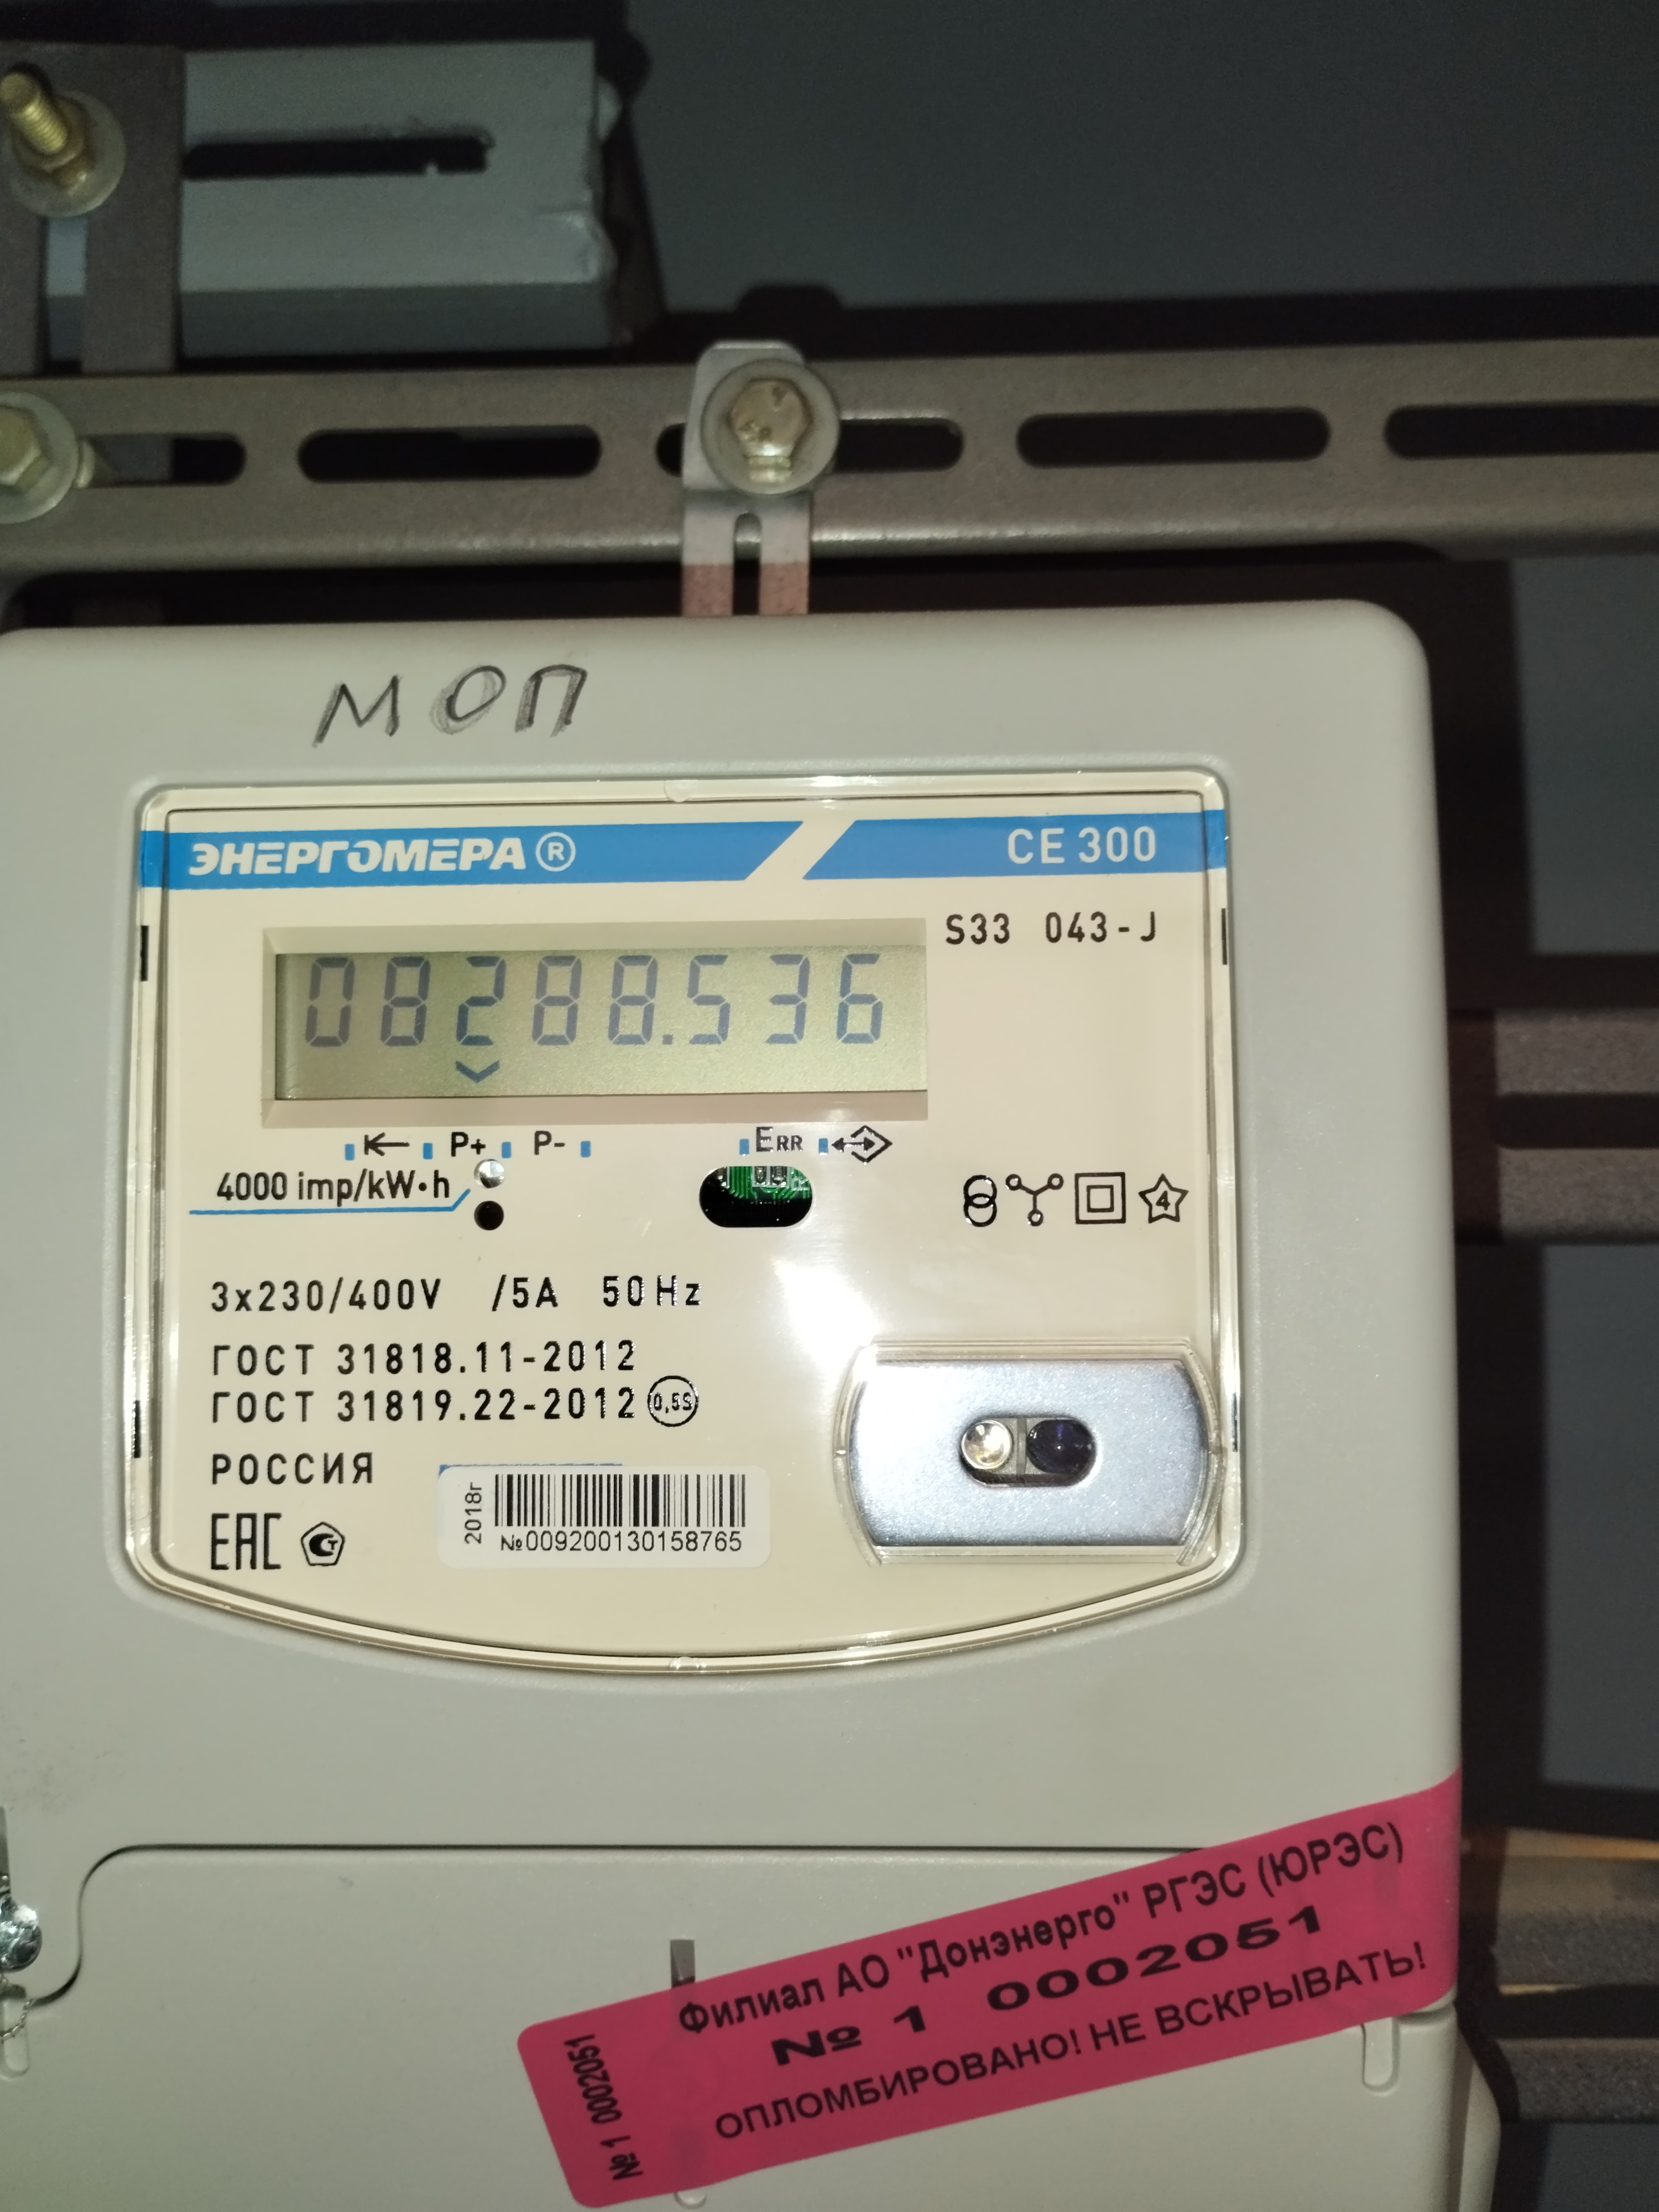 МОП
ЭНЕРГОМЕРА®
CE 300
S33 043-J
08288.536
P+ P- ERR
4000 imp/kW•h
4
3x230/400V /5A 50Hz
ГОСТ 31818.11-2012
ГОСТ 31819.22-2012 0,5S
РОССИЯ
2018г
№009200130158765
EAC
Филиал АО "Донэнерго" РГЭС (ЮРЭС)
№ 1 0002051
ОПЛОМБИРОВАНО! НЕ ВСКРЫВАТЬ!
№ 1 0002051